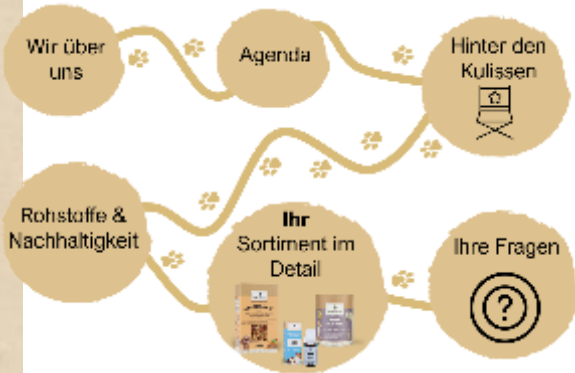 Wir über
uns
Agenda
Hinter den
Kulissen
Rohstoffe &
Nachhaltigkeit
Ihr
Sortiment im
Detail
Ihre Fragen
?